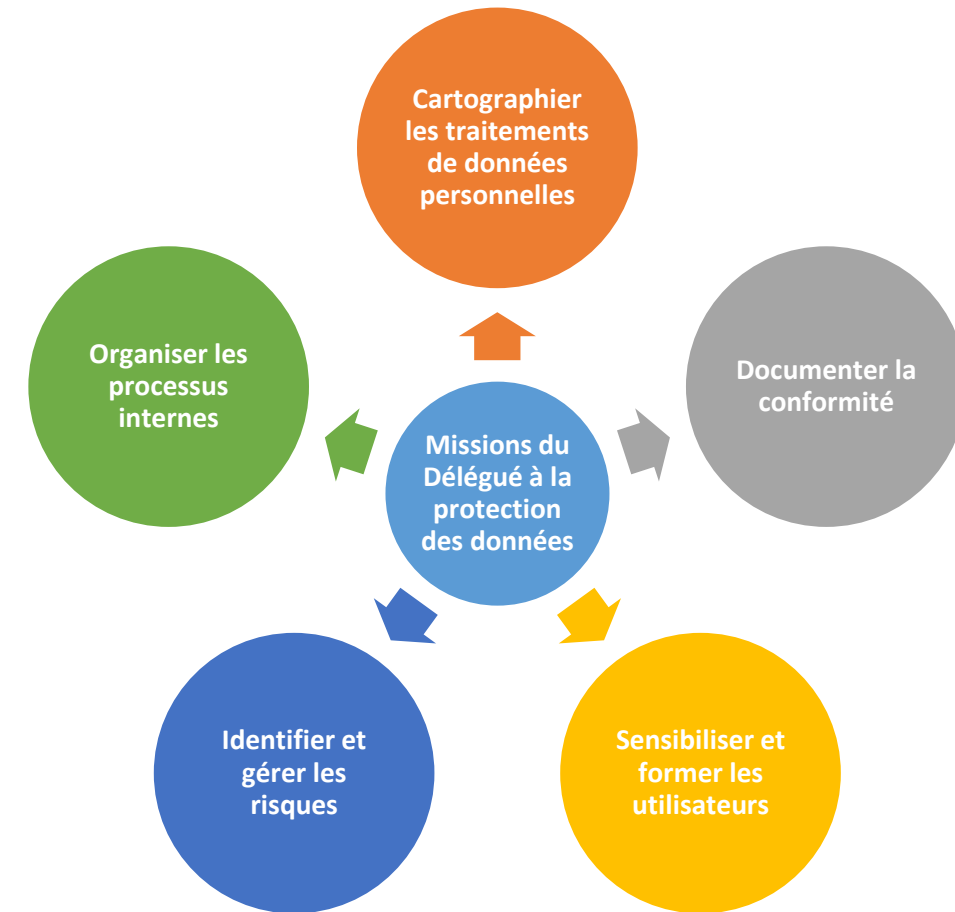 Cartographier
les traitements
de données
personnelles
Documenter la
conformité
Sensibiliser et
former les
utilisateurs
Identifier et
gérer les
risques
Organiser les
processus
internes
Missions du
Délégué à la
protection
des données